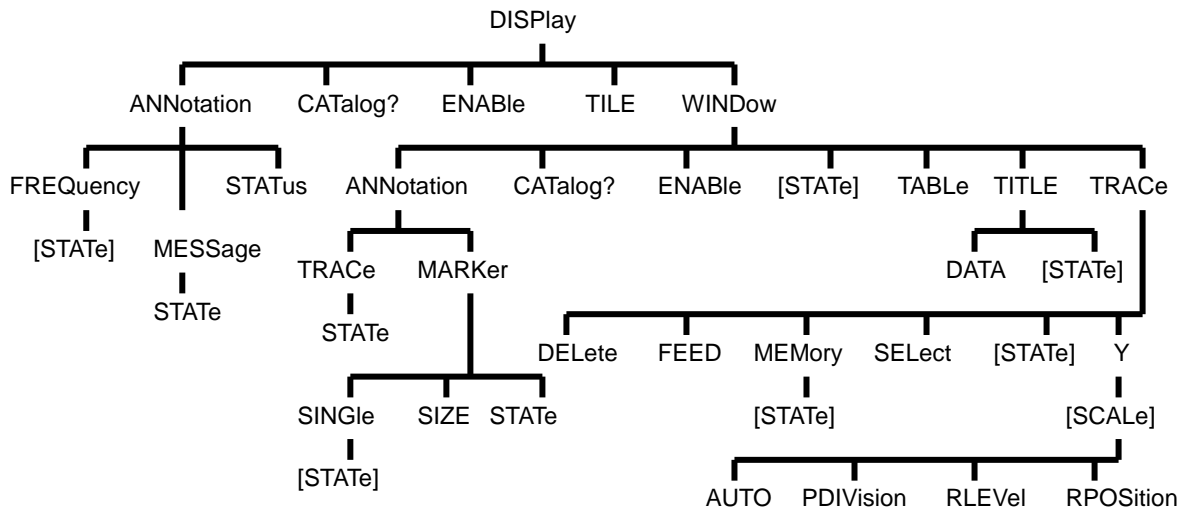 DISPlay
ANNotation CATalog? ENABle TILE WINDow
FREQuency STATus ANNotation CATalog? ENABle [STATe] TABLe TITLE TRACe
[STATe] MESSage TRACe MARKer DATA [STATe]
STATe STATe
DELete FEED MEMory SELect [STATe] Y
SINGle SIZE STATe [STATe] [SCALe]
[STATe]
AUTO PDIVision RLEVel RPOSition